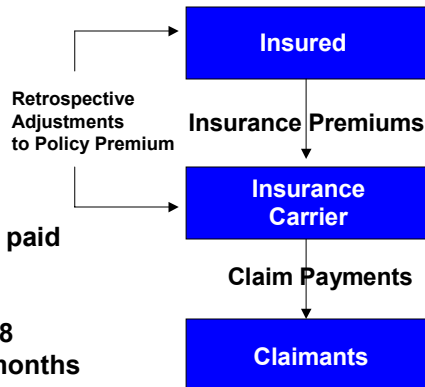 Insured
Retrospective
Adjustments
to Policy Premium
Insurance Premiums
Insurance
Carrier
paid
Claim Payments
8
months
Claimants